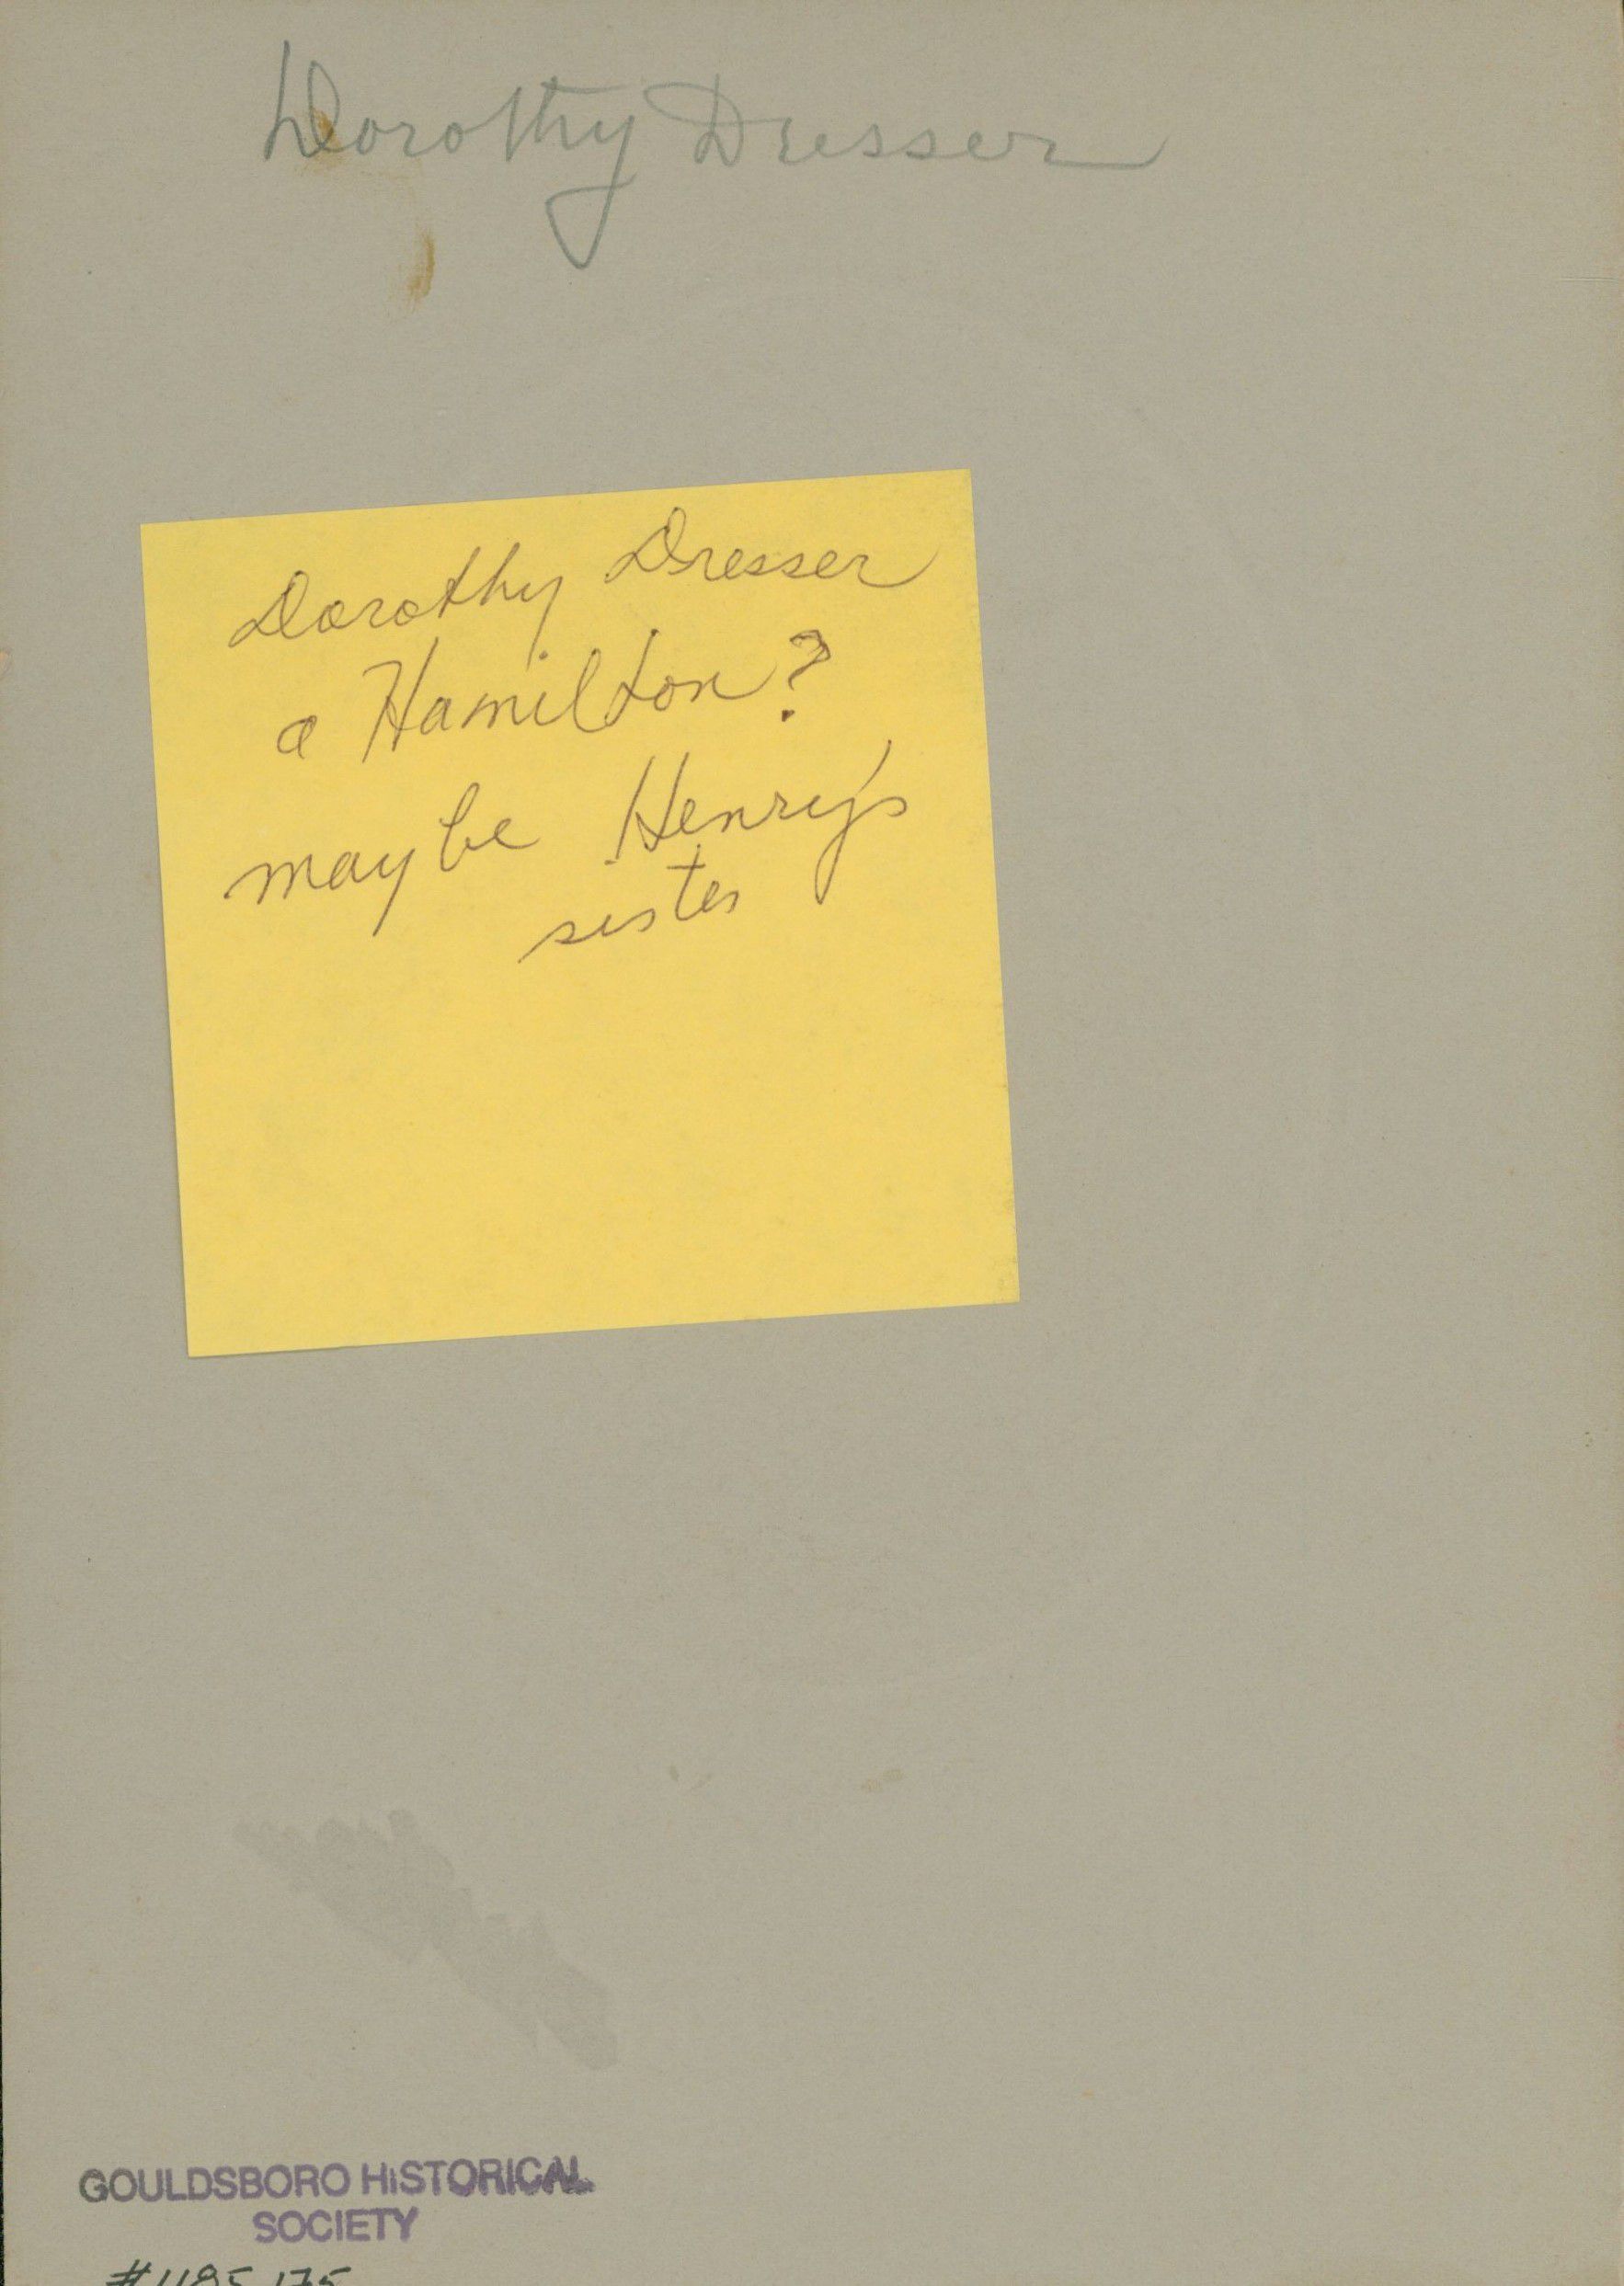 Dorothy Dresser
Dorothy Dresser
a Hamilton?
maybe Henry's
sister
GOULDSBORO HISTORICAL
SOCIETY